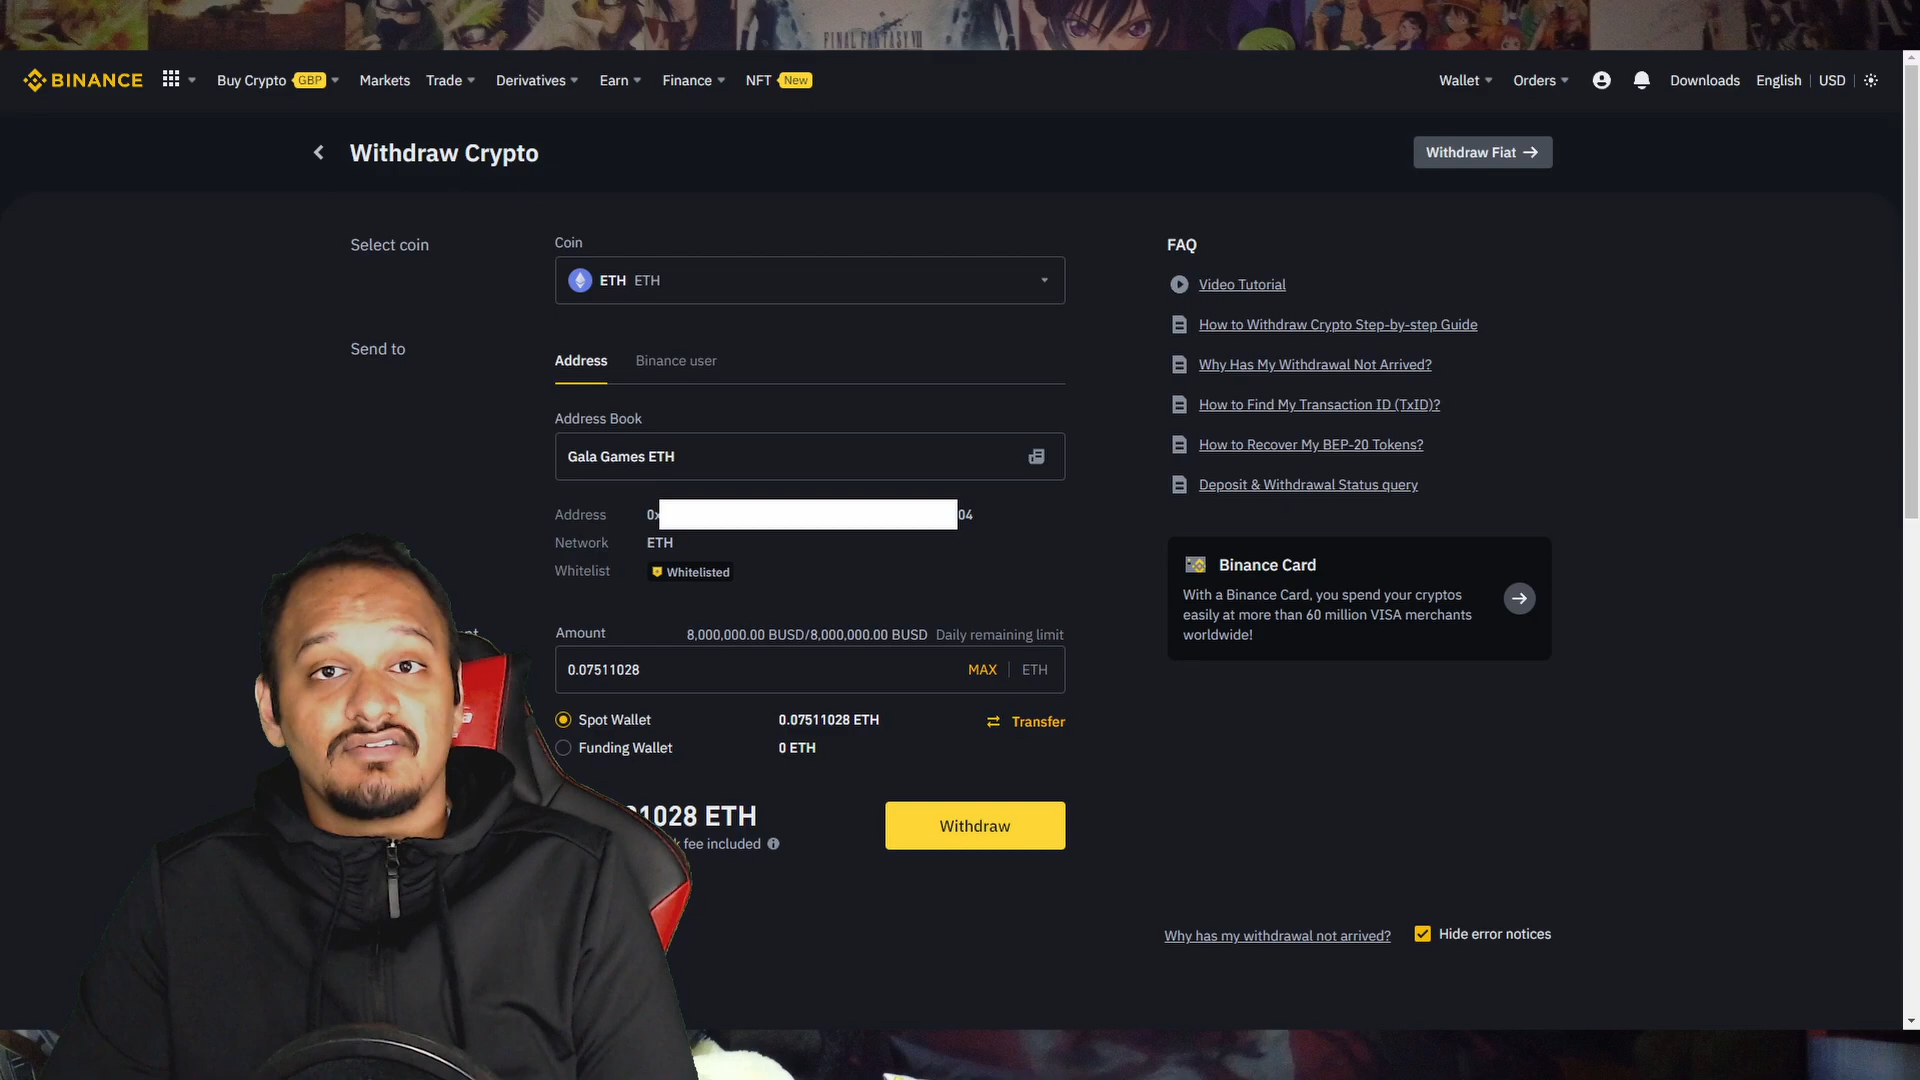 FINAL FANTASY VII
BINANCE
Buy Crypto GBP
Markets
Trade
Derivatives
Earn
Finance
NFT New
Wallet
Orders
Downloads
English
USD
Withdraw Crypto
Withdraw Fiat
Select coin
Coin
ETH ETH
Send to
Address
Binance user
Address Book
Gala Games ETH
Address 0x 04
Network ETH
Whitelist Whitelisted
Amount 8,000,000.00 BUSD/8,000,000.00 BUSD Daily remaining limit
0.07511028 MAX ETH
Spot Wallet 0.07511028 ETH Transfer
Funding Wallet 0 ETH
1028 ETH
fee included
Withdraw
FAQ
Video Tutorial
How to Withdraw Crypto Step-by-step Guide
Why Has My Withdrawal Not Arrived?
How to Find My Transaction ID (TxID)?
How to Recover My BEP-20 Tokens?
Deposit & Withdrawal Status query
Binance Card
With a Binance Card, you spend your cryptos
easily at more than 60 million VISA merchants
worldwide!
Why has my withdrawal not arrived?
Hide error notices